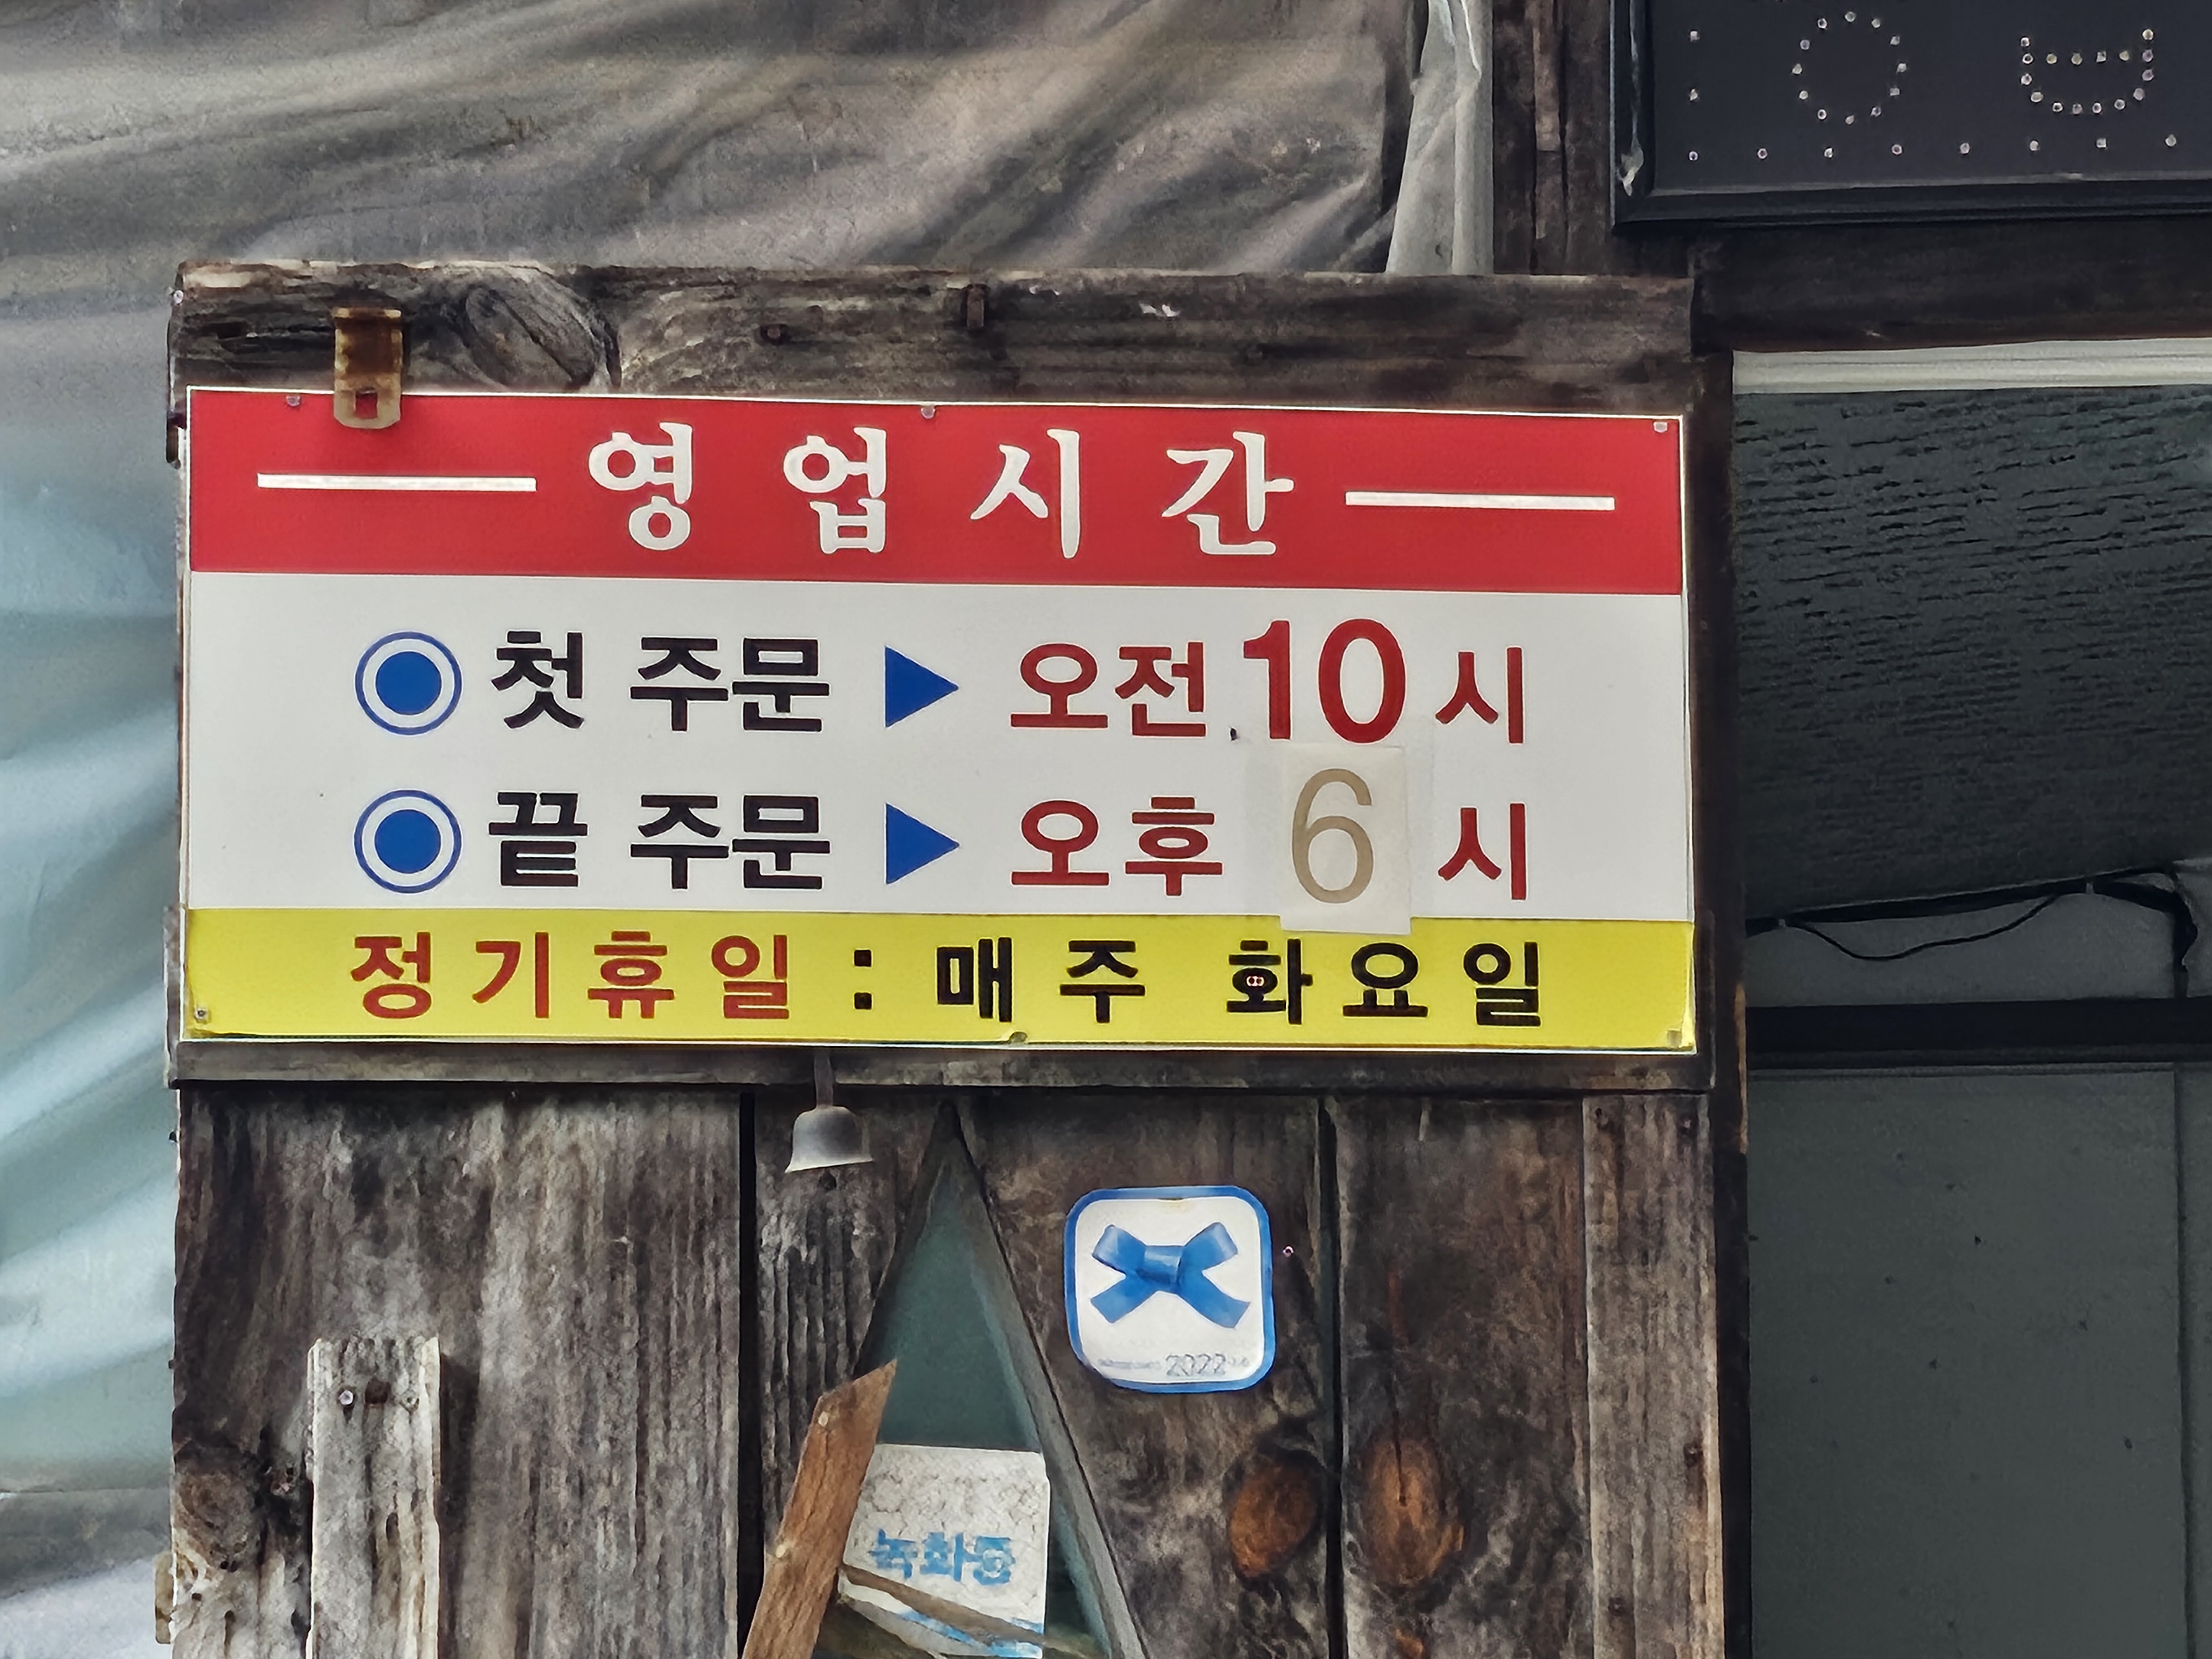 영업시간
첫 주문 ▶ 오전 10시
끝 주문 ▶ 오후 6시
정기휴일 : 매주 화요일
2022
녹화중